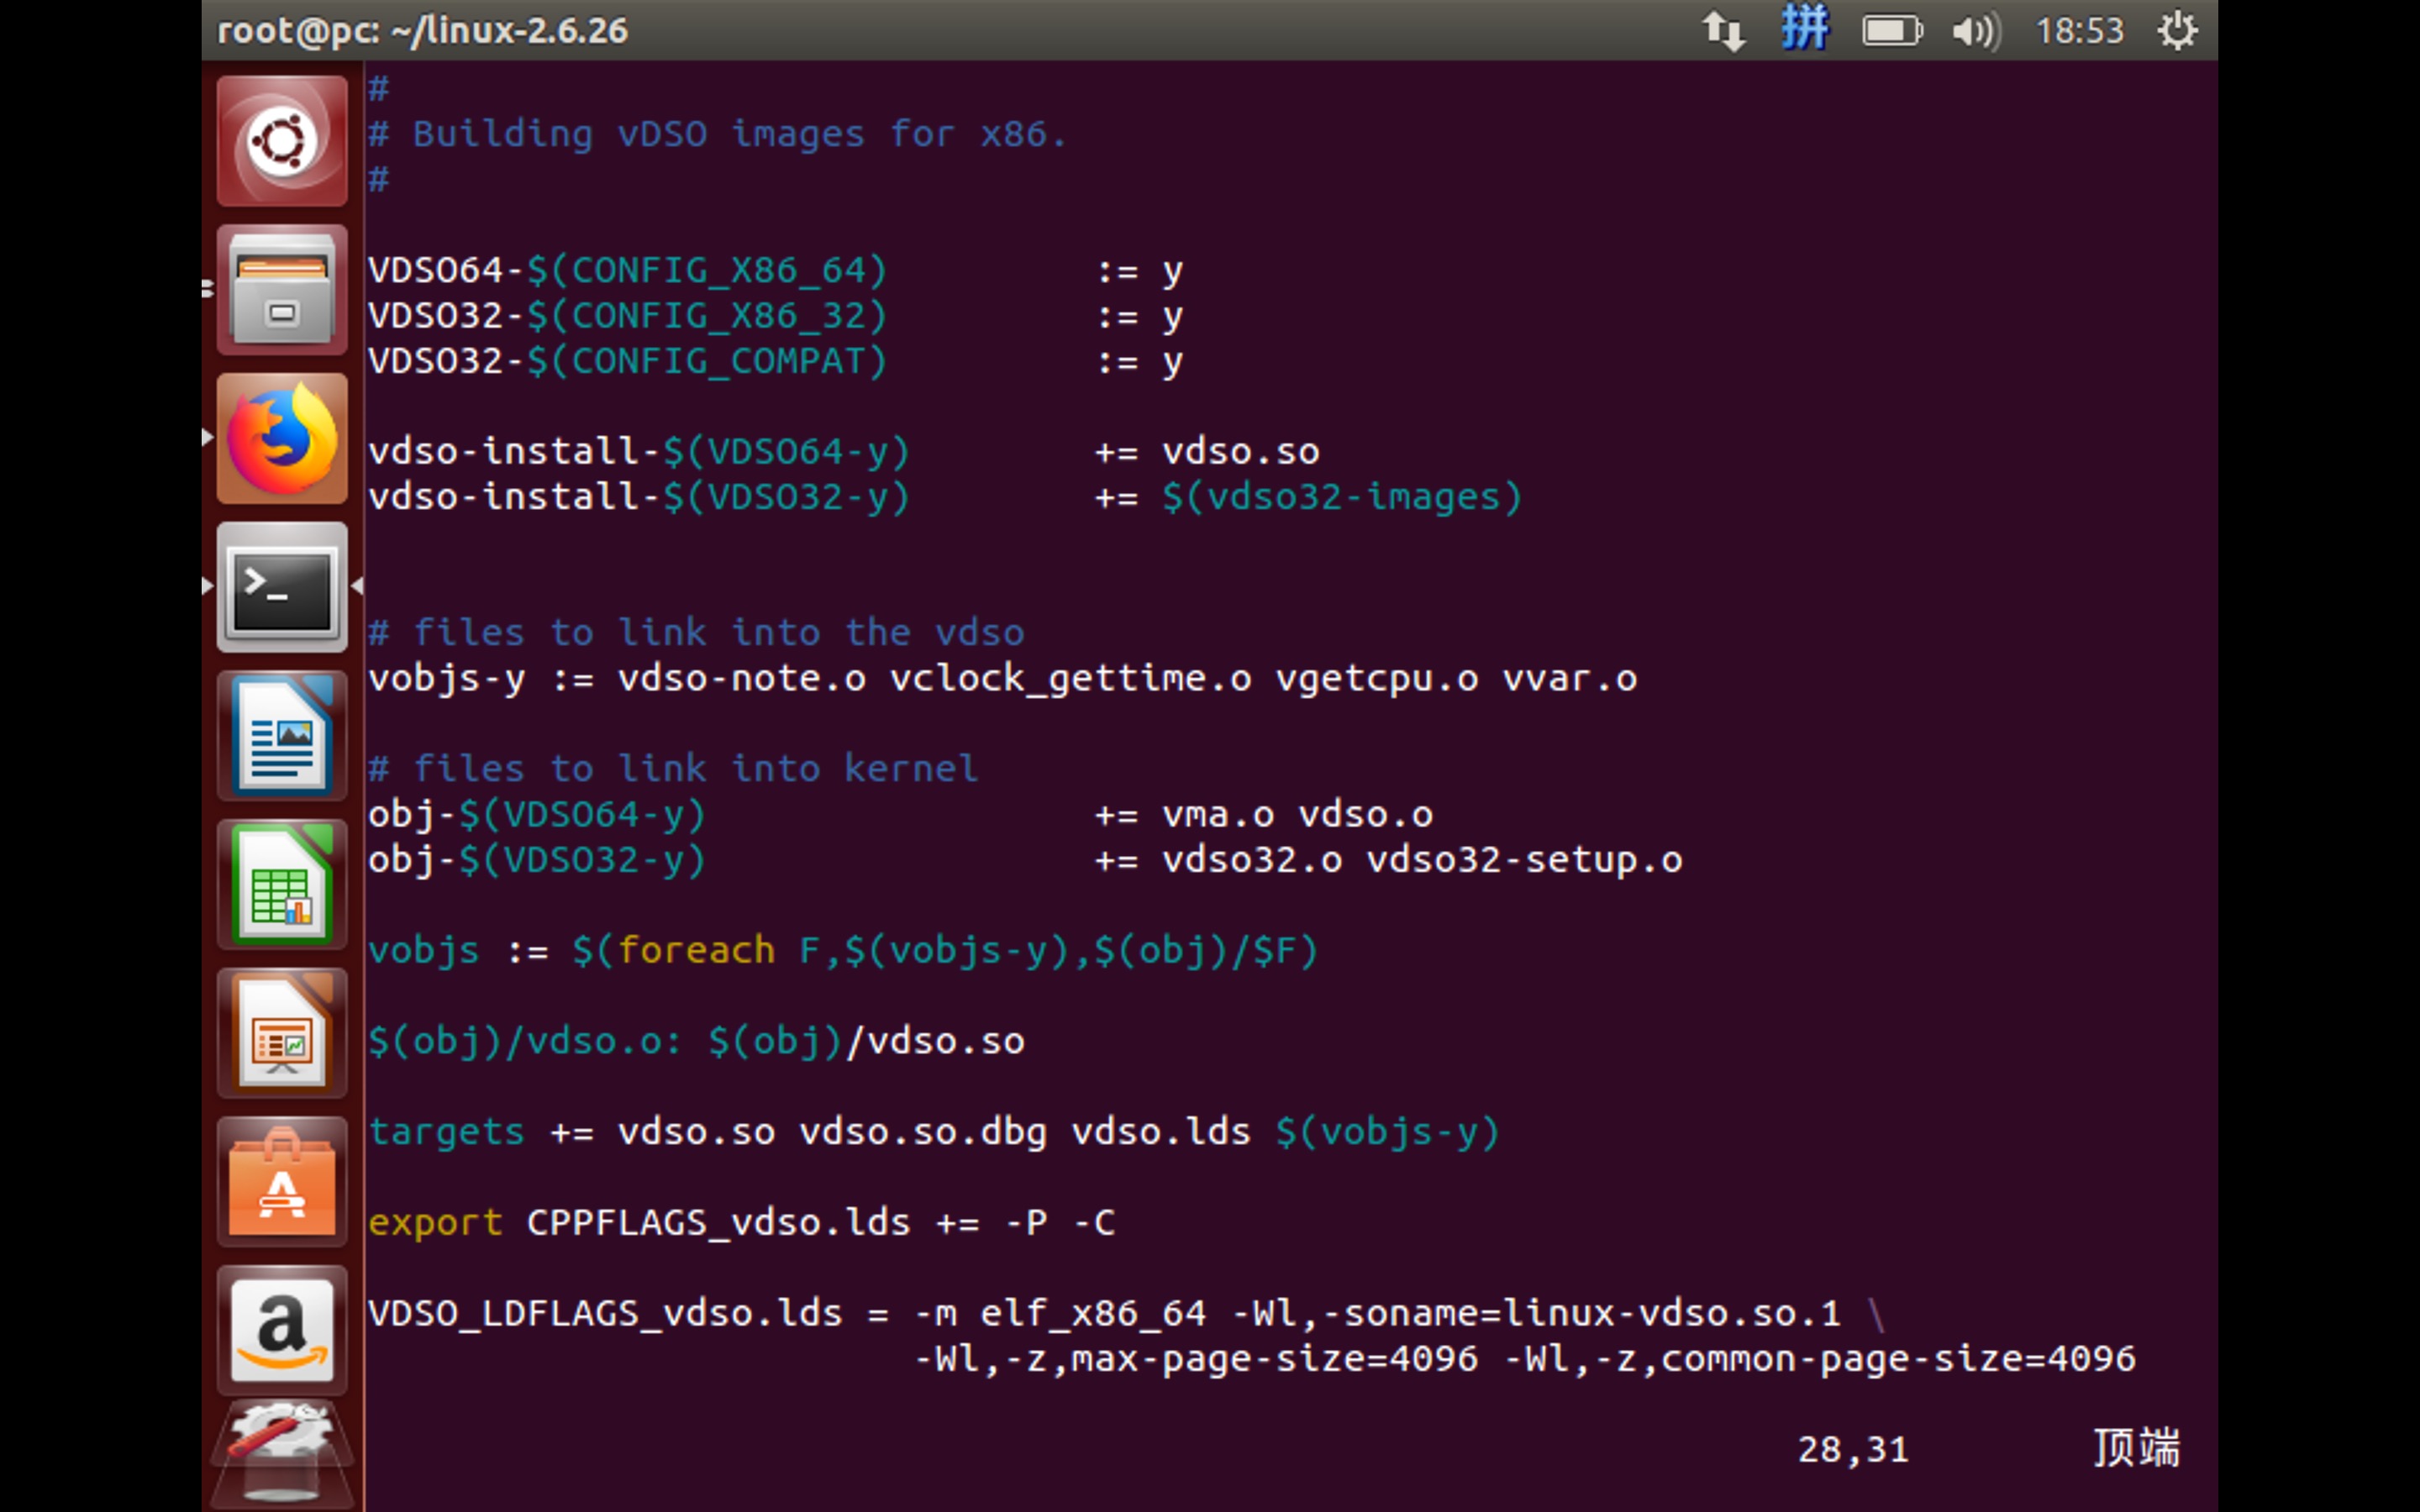 root@pc: ~/linux-2.6.26 拼 18:53
#
# Building vDSO images for x86.
#
VDSO64-$(CONFIG_X86_64) := y
VDSO32-$(CONFIG_X86_32) := y
VDSO32-$(CONFIG_COMPAT) := y
vdso-install-$(VDSO64-y) += vdso.so
vdso-install-$(VDSO32-y) += $(vdso32-images)
# files to link into the vdso
vobjs-y := vdso-note.o vclock_gettime.o vgetcpu.o vvar.o
# files to link into kernel
obj-$(VDSO64-y) += vma.o vdso.o
obj-$(VDSO32-y) += vdso32.o vdso32-setup.o
vobjs := $(foreach F,$(vobjs-y),$(obj)/$F)
$(obj)/vdso.o: $(obj)/vdso.so
targets += vdso.so vdso.so.dbg vdso.lds $(vobjs-y)
export CPPFLAGS_vdso.lds += -P -C
VDSO_LDFLAGS_vdso.lds = -m elf_x86_64 -Wl,-soname=linux-vdso.so.1 \
-Wl,-z,max-page-size=4096 -Wl,-z,common-page-size=4096
28,31 顶端